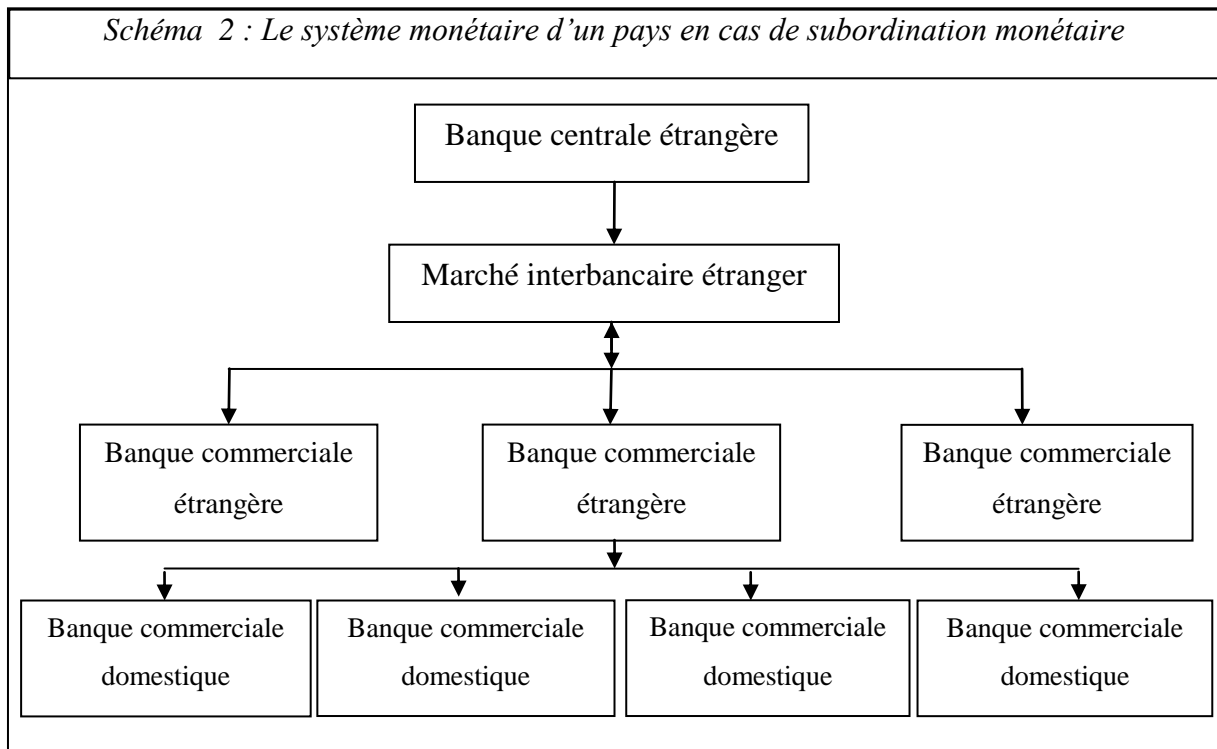 Schéma 2 : Le système monétaire d'un pays en cas de subordination monétaire
Banque centrale étrangère
Marché interbancaire étranger
Banque commerciale
étrangère
Banque commerciale
étrangère
Banque commerciale
étrangère
Banque commerciale
domestique
Banque commerciale
domestique
Banque commerciale
domestique
Banque commerciale
domestique